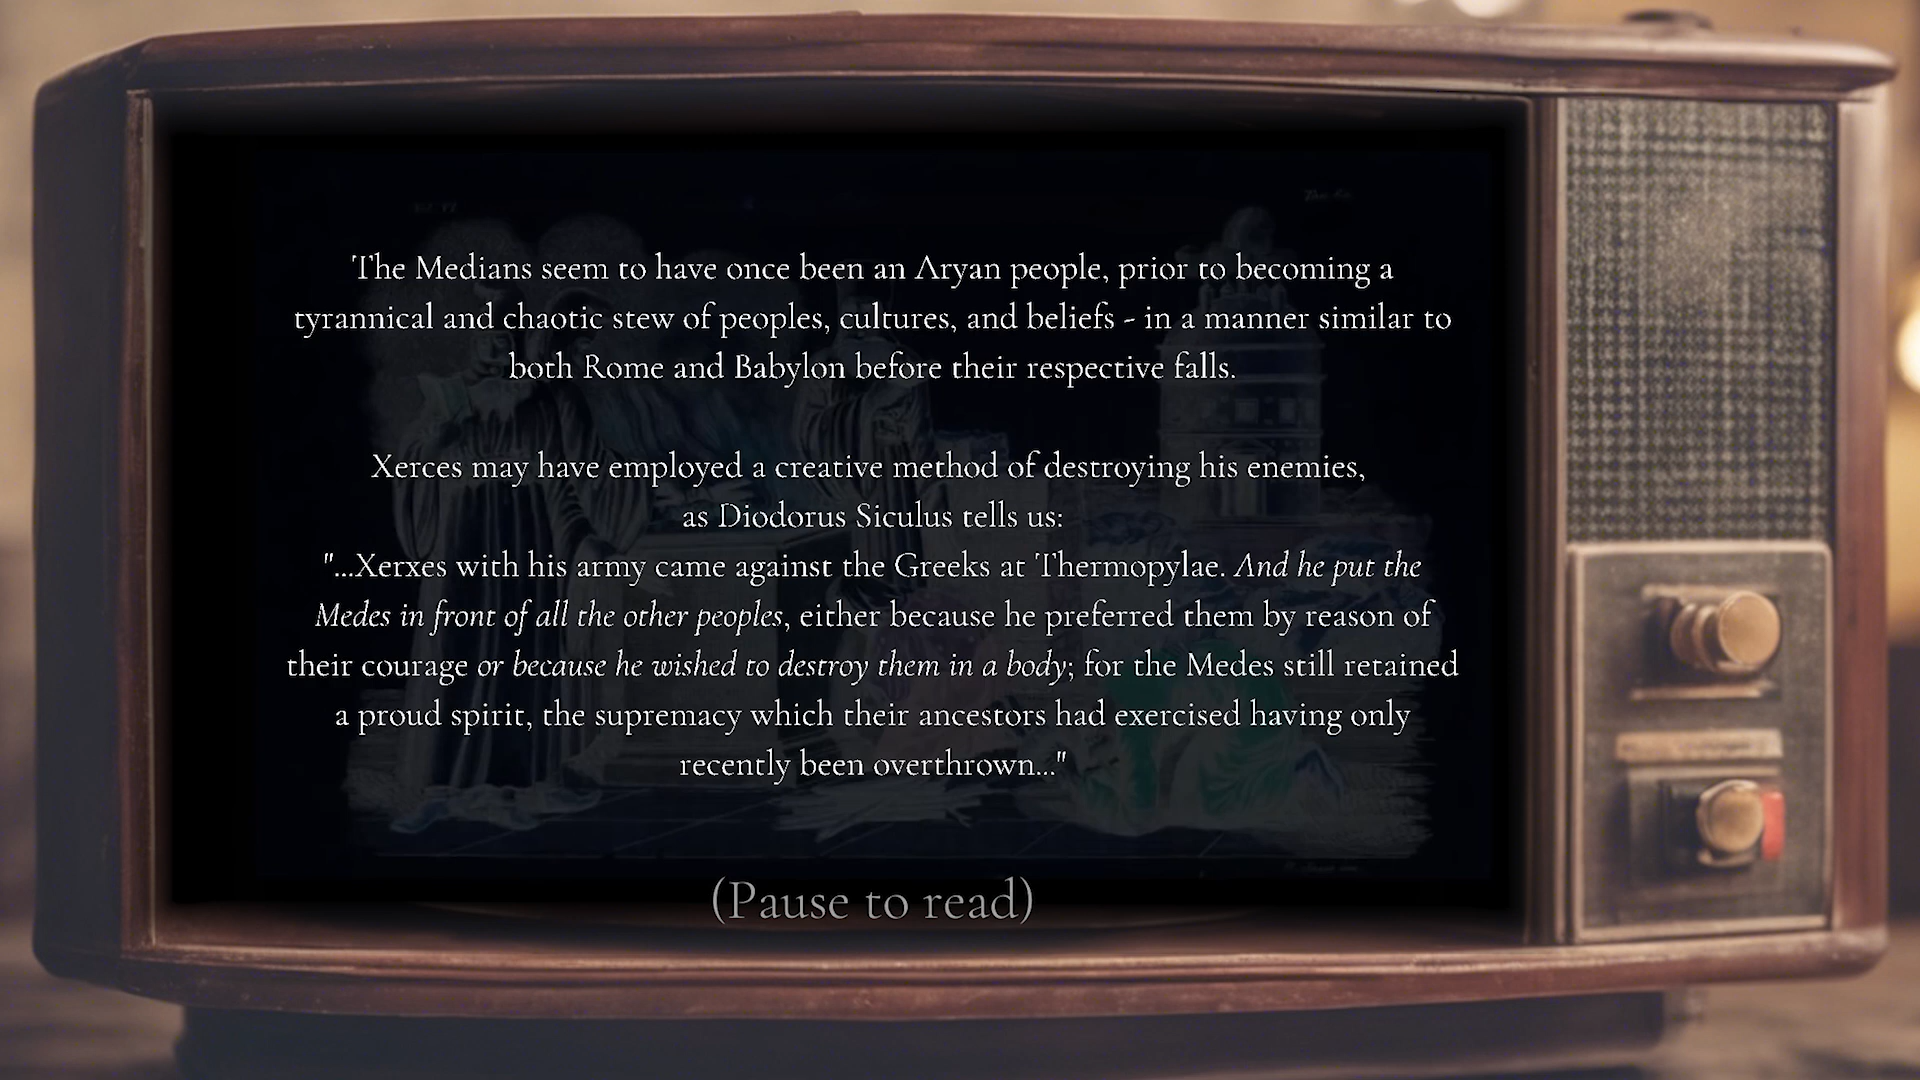 The Medians seem to have once been an Aryan people, prior to becoming a
tyrannical and chaotic stew of peoples, cultures, and beliefs - in a manner similar to
both Rome and Babylon before their respective falls.
Xerces may have employed a creative method of destroying his enemies,
as Diodorus Siculus tells us:
"...Xerxes with his army came against the Greeks at Thermopylae. And he put the
Medes in front of all the other peoples, either because he preferred them by reason of
their courage or because he wished to destroy them in a body; for the Medes still retained
a proud spirit, the supremacy which their ancestors had exercised having only
recently been overthrown..."
(Pause to read)